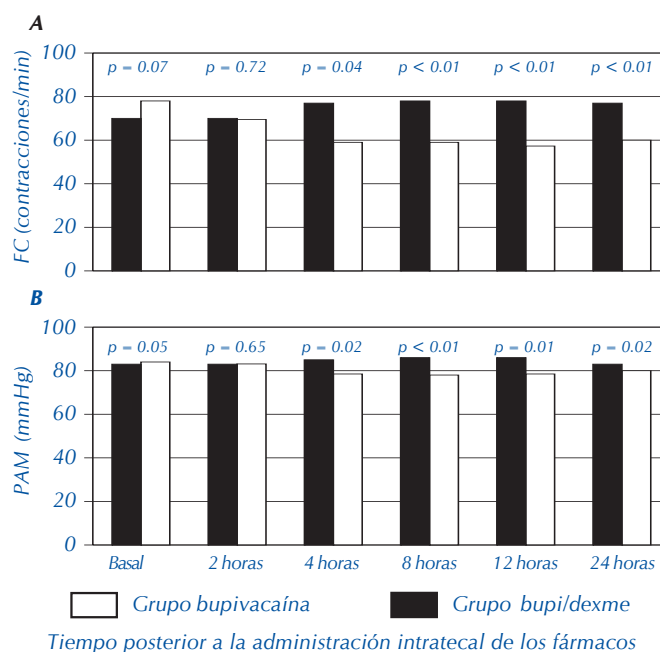 A
FC (contracciones/min)
100
80
60
40
20
0
p = 0.07 p = 0.72 p = 0.04 p < 0.01 p < 0.01 p < 0.01
B
PAM (mmHg)
100
80
60
40
20
0
p = 0.05 p = 0.65 p = 0.02 p < 0.01 p = 0.01 p = 0.02
Basal 2 horas 4 horas 8 horas 12 horas 24 horas
Grupo bupivacaína Grupo bupi/dexme
Tiempo posterior a la administración intratecal de los fármacos